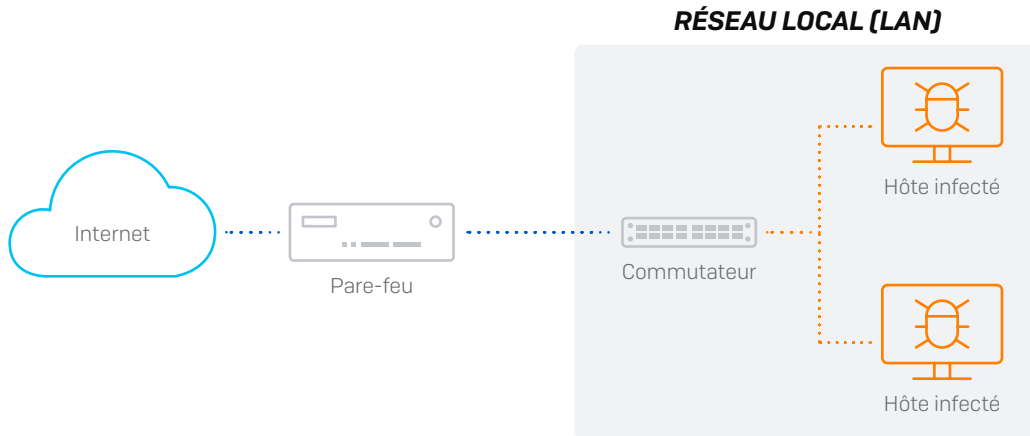 RÉSEAU LOCAL (LAN)
Hôte infecté
Internet
Pare-feu
Commutateur
Hôte infecté